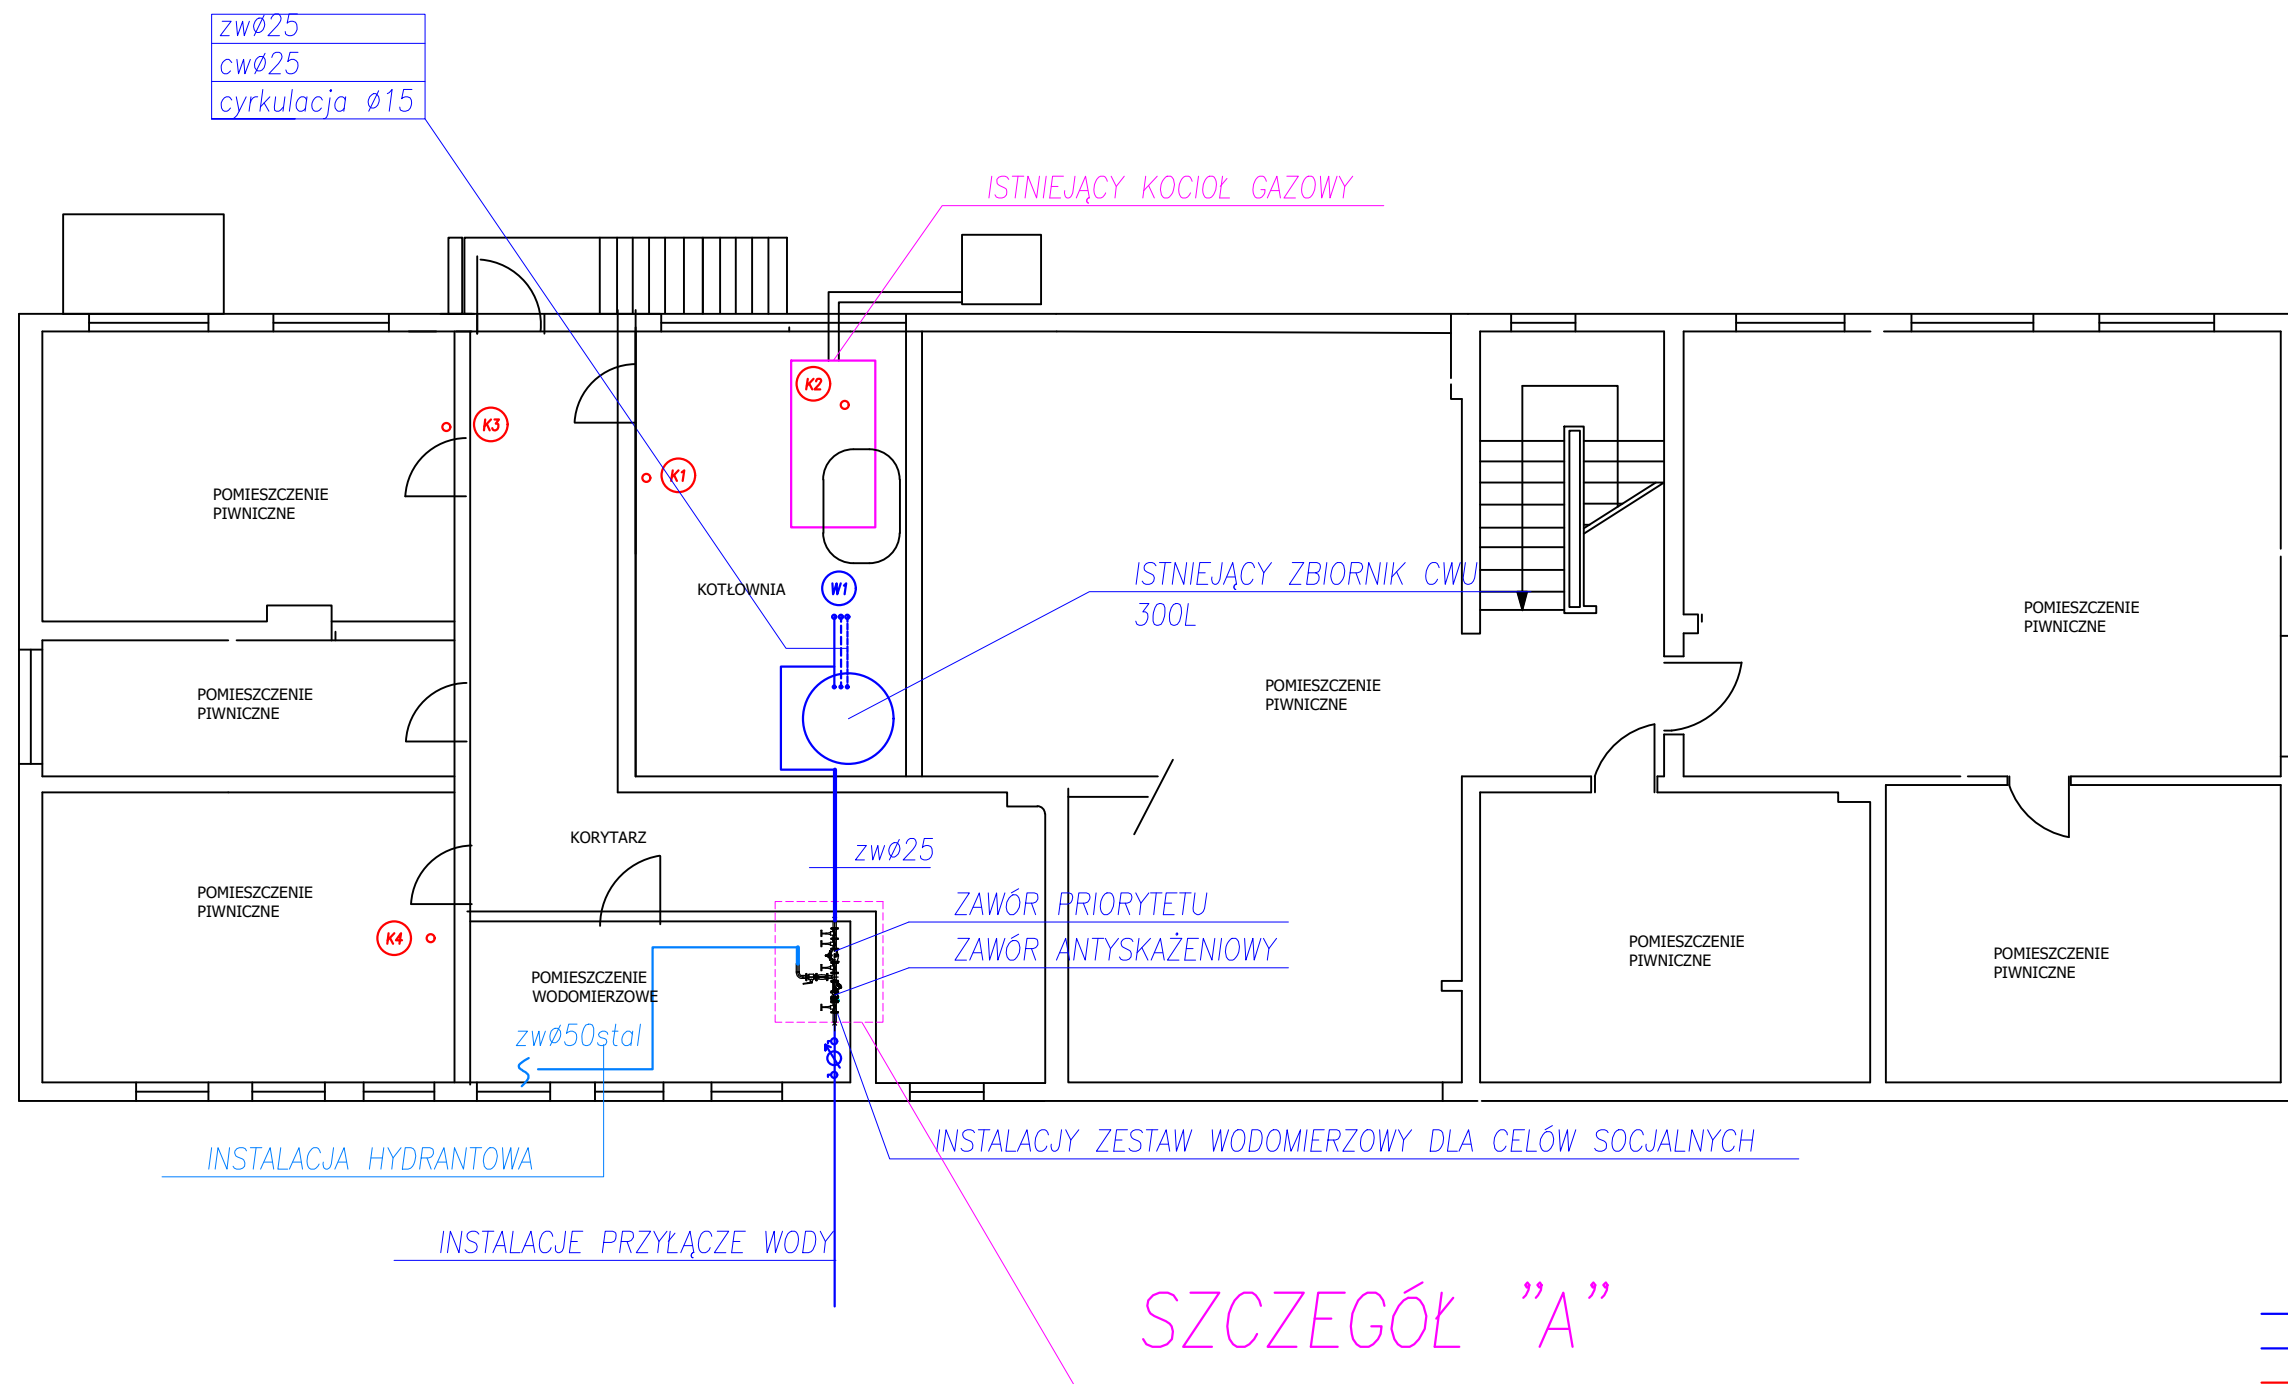 zwø25
cwø25
cyrkulacja ø15
ISTNIEJĄCY KOCIOŁ GAZOWY
K2
K3
K1
POMIESZCZENIE
PIWNICZNE
KOTŁOWNIA
W1
ISTNIEJĄCY ZBIORNIK CWU
300L
POMIESZCZENIE
PIWNICZNE
POMIESZCZENIE
PIWNICZNE
POMIESZCZENIE
PIWNICZNE
KORYTARZ
zwø25
POMIESZCZENIE
PIWNICZNE
ZAWÓR PRIORYTETU
K4
ZAWÓR ANTYSKAŻENIOWY
POMIESZCZENIE
PIWNICZNE
POMIESZCZENIE
PIWNICZNE
POMIESZCZENIE
WODOMIERZOWE
zwø50stal
INSTALACJY ZESTAW WODOMIERZOWY DLA CELÓW SOCJALNYCH
INSTALACJA HYDRANTOWA
INSTALACJE PRZYŁĄCZE WODY
SZCZEGÓŁ "A"